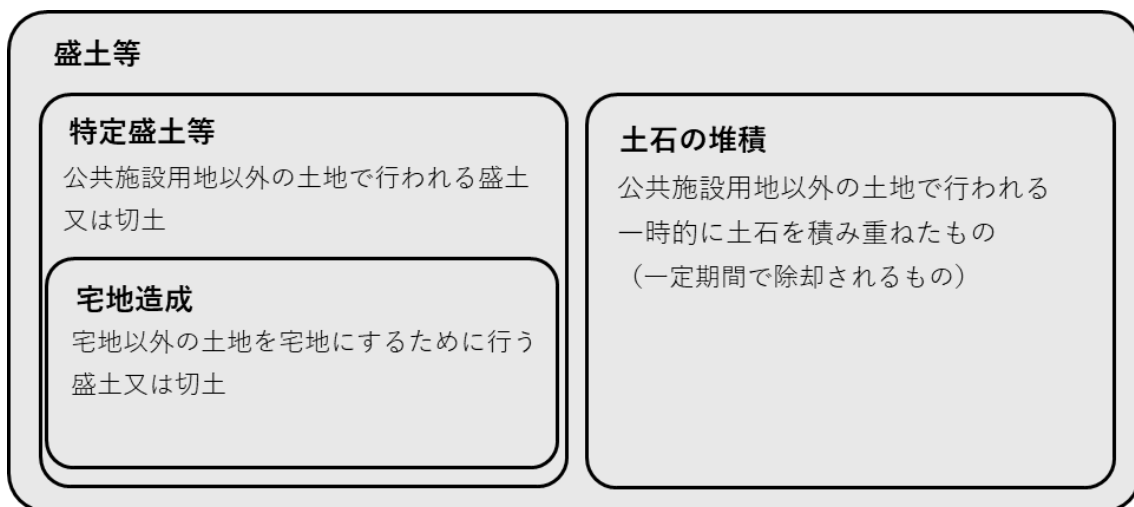 盛土等
特定盛土等
公共施設用地以外の土地で行われる盛土
又は切土
宅地造成
宅地以外の土地を宅地にするために行う
盛土又は切土
土石の堆積
公共施設用地以外の土地で行われる
一時的に土石を積み重ねたもの
（一定期間で除却されるもの）